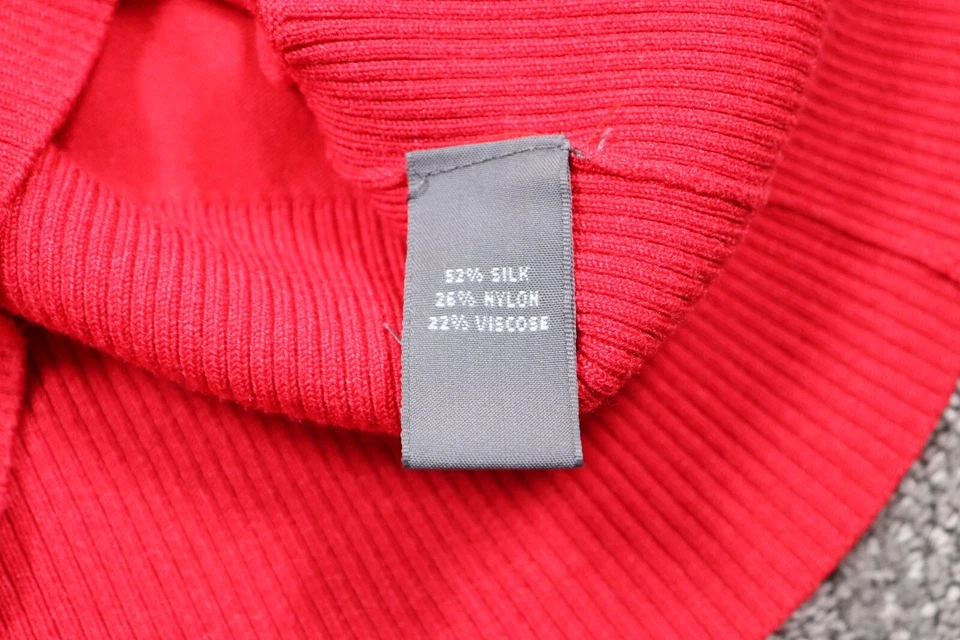 52% SILK
26% NYLON
22% VISCOSE